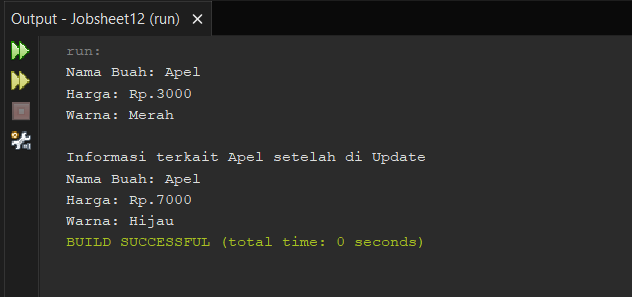 Output - Jobsheet12 (run)
run:
Nama Buah: Apel
Harga: Rp.3000
Warna: Merah
Informasi terkait Apel setelah di Update
Nama Buah: Apel
Harga: Rp.7000
Warna: Hijau
BUILD SUCCESSFUL (total time: 0 seconds)